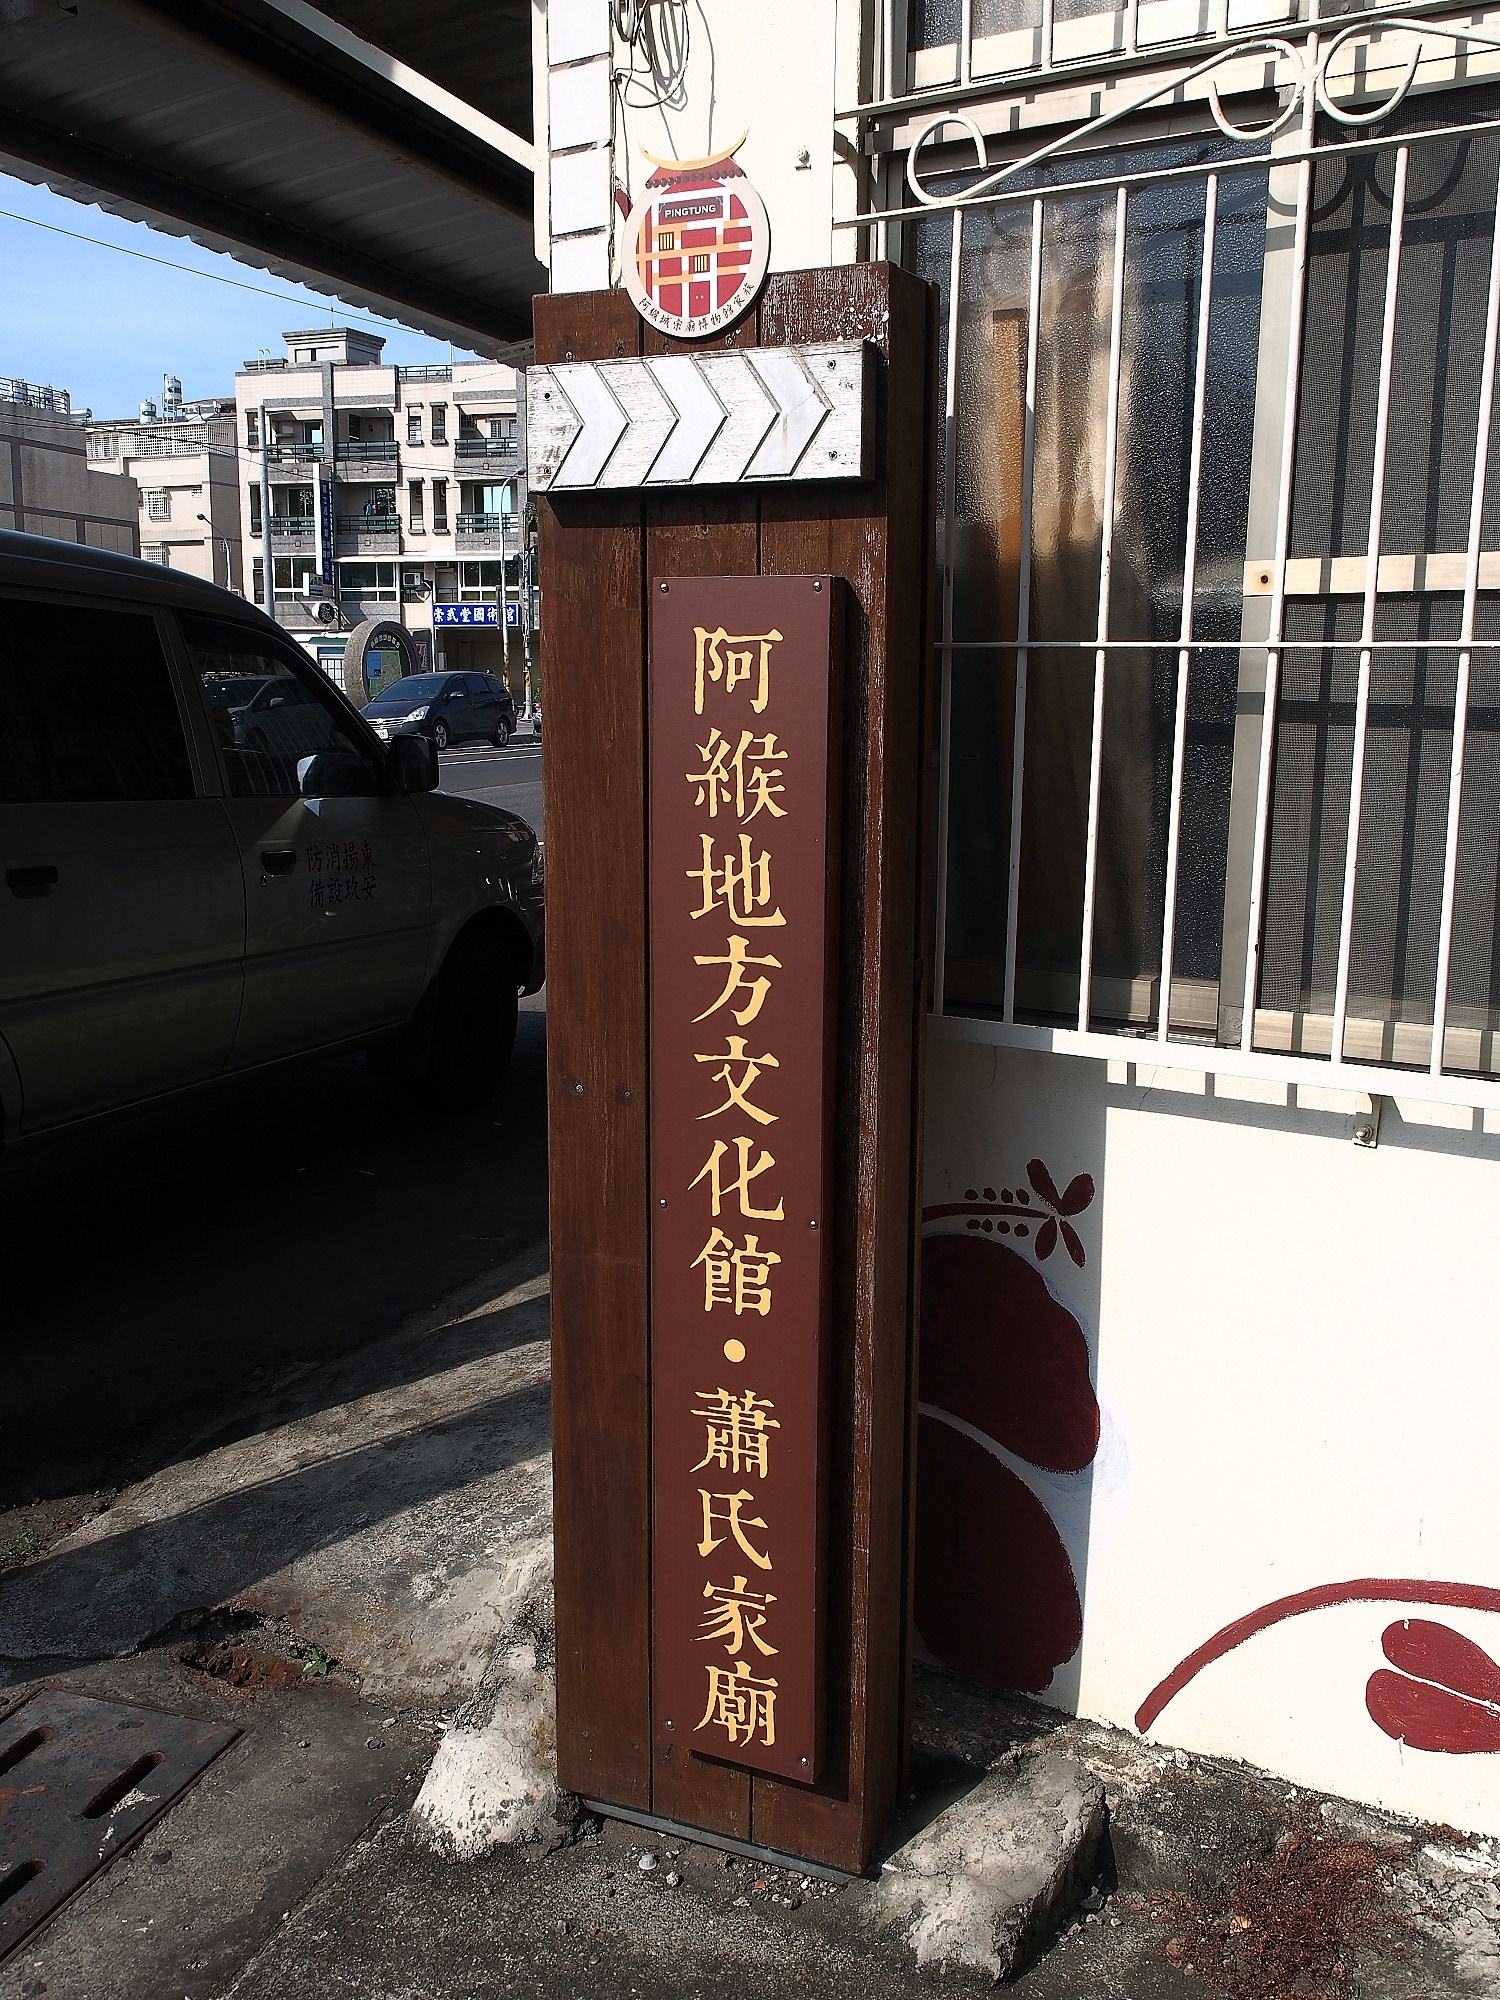 PINGTUNG
阿緱城宗廟博物館家族
阿緱地方文化館・蕭氏家廟
崇武堂國術館
東揚消防
安玖設備